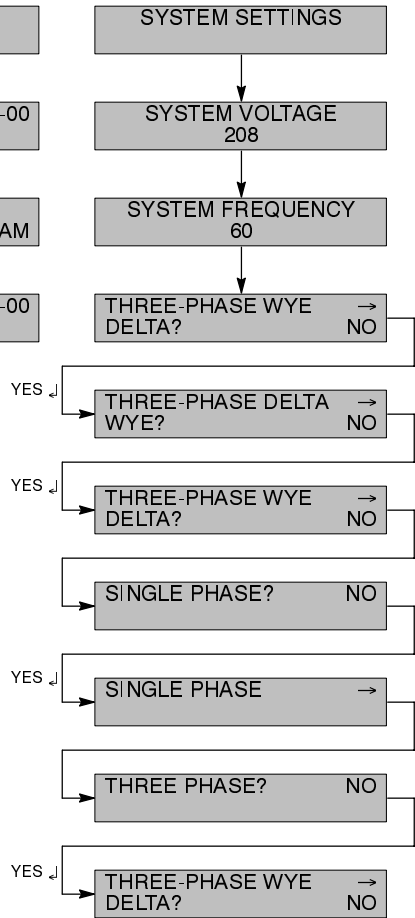 SYSTEM SETTINGS
-00
SYSTEM VOLTAGE
208
AM
SYSTEM FREQUENCY
60
-00
THREE-PHASE WYE →
DELTA? NO
YES ↲
THREE-PHASE DELTA →
WYE? NO
YES ↲
THREE-PHASE WYE →
DELTA? NO
SINGLE PHASE? NO
YES ↲
SINGLE PHASE →
THREE PHASE? NO
YES ↲
THREE-PHASE WYE →
DELTA? NO